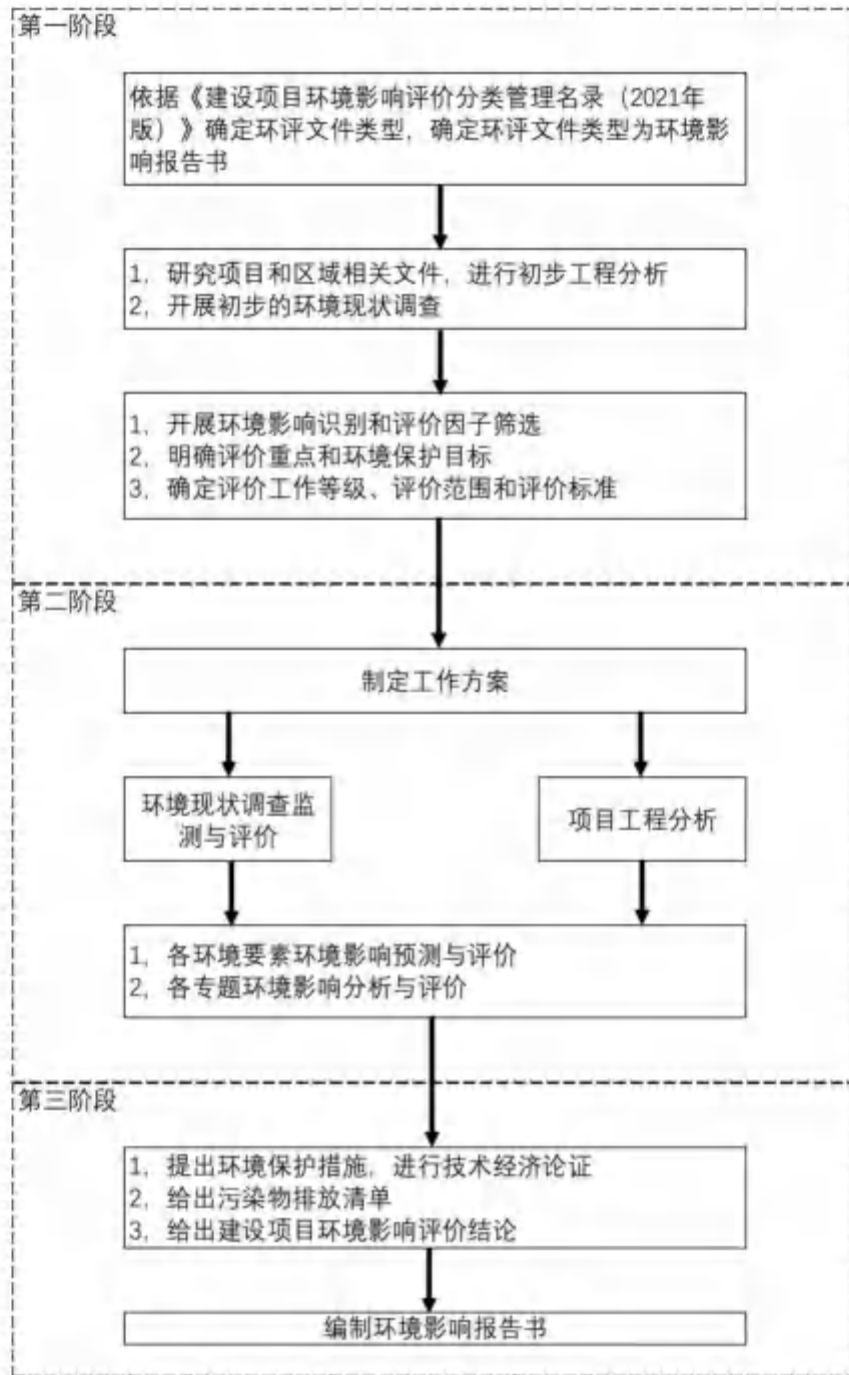 第一阶段
依据《建设项目环境影响评价分类管理名录（2021年
版）》确定环评文件类型，确定环评文件类型为环境影
响报告书
1，研究项目和区域相关文件，进行初步工程分析
2，开展初步的环境现状调查
1，开展环境影响识别和评价因子筛选
2，明确评价重点和环境保护目标
3，确定评价工作等级、评价范围和评价标准
第二阶段
制定工作方案
环境现状调查监
测与评价
项目工程分析
1，各环境要素环境影响预测与评价
2，各专题环境影响分析与评价
第三阶段
1，提出环境保护措施，进行技术经济论证
2，给出污染物排放清单
3，给出建设项目环境影响评价结论
编制环境影响报告书